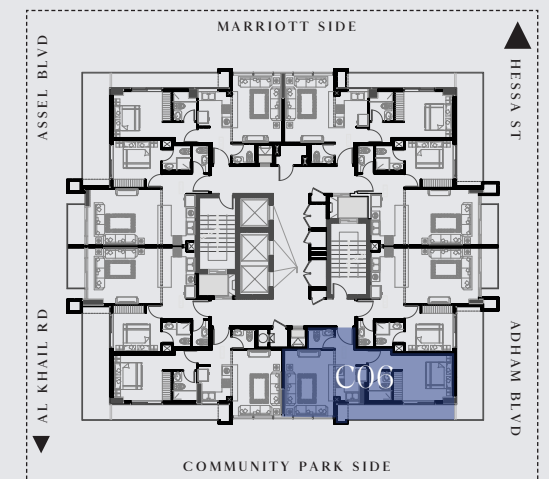 MARRIOTT SIDE
ASSEL BLVD
HESSA ST
AL KHAIL RD
ADHAM BLVD
C06
COMMUNITY PARK SIDE